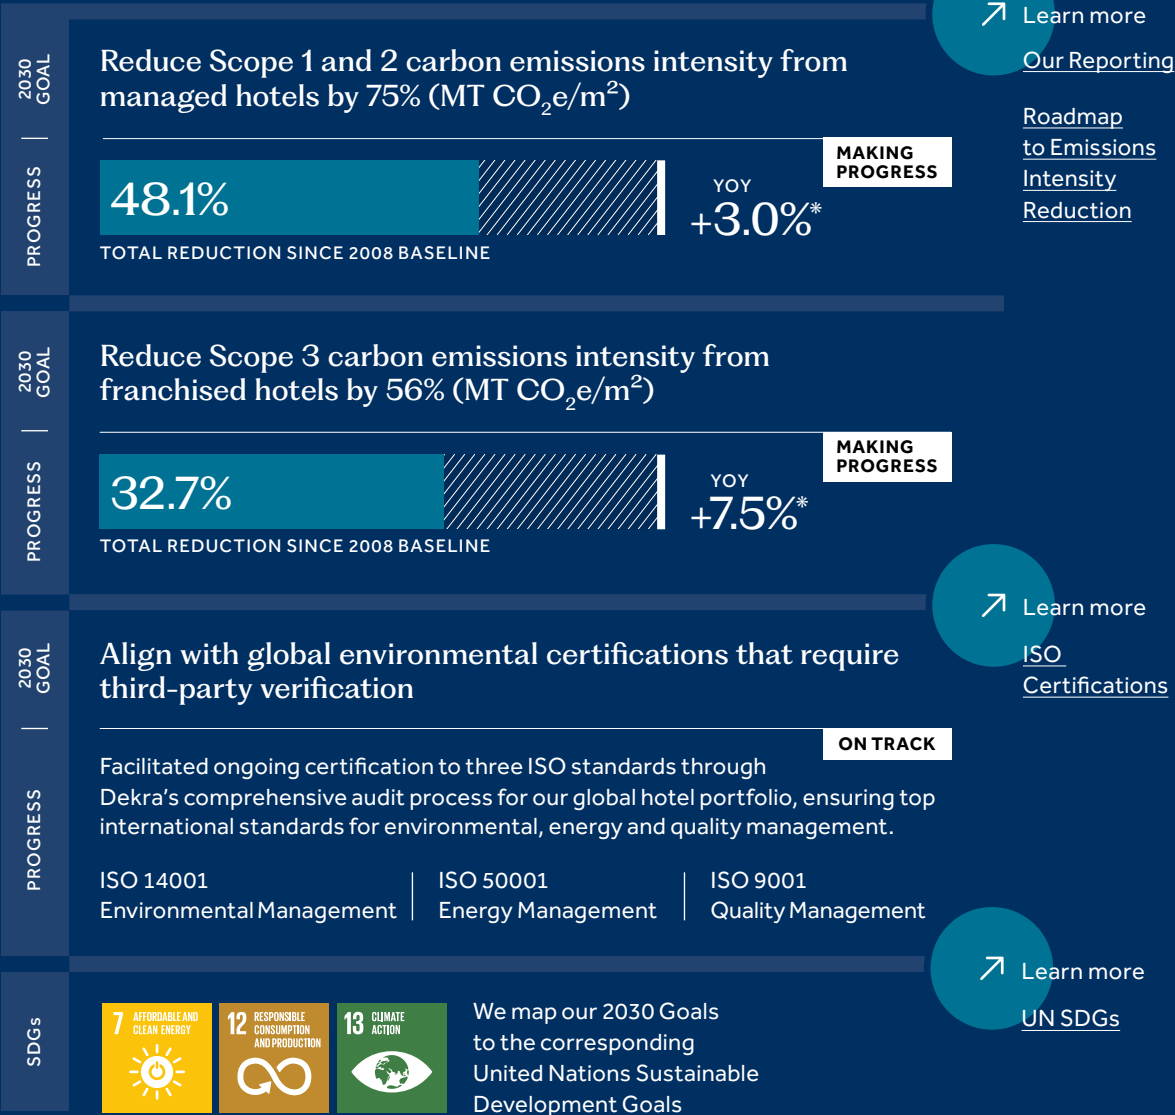 Learn more
Our Reporting
Roadmap
to Emissions
Intensity
Reduction
2030
GOAL
PROGRESS
Reduce Scope 1 and 2 carbon emissions intensity from
managed hotels by 75% (MT CO₂e/m²)
MAKING
PROGRESS
48.1%
YOY
+3.0%*
TOTAL REDUCTION SINCE 2008 BASELINE
2030
GOAL
PROGRESS
Reduce Scope 3 carbon emissions intensity from
franchised hotels by 56% (MT CO₂e/m²)
MAKING
PROGRESS
32.7%
YOY
+7.5%*
TOTAL REDUCTION SINCE 2008 BASELINE
Learn more
ISO
Certifications
2030
GOAL
PROGRESS
Align with global environmental certifications that require
third-party verification
ON TRACK
Facilitated ongoing certification to three ISO standards through
Dekra’s comprehensive audit process for our global hotel portfolio, ensuring top
international standards for environmental, energy and quality management.
ISO 14001
Environmental Management
ISO 50001
Energy Management
ISO 9001
Quality Management
Learn more
UN SDGs
SDGs
7 AFFORDABLE AND
CLEAN ENERGY
12 RESPONSIBLE
CONSUMPTION
AND PRODUCTION
13 CLIMATE
ACTION
We map our 2030 Goals
to the corresponding
United Nations Sustainable
Development Goals